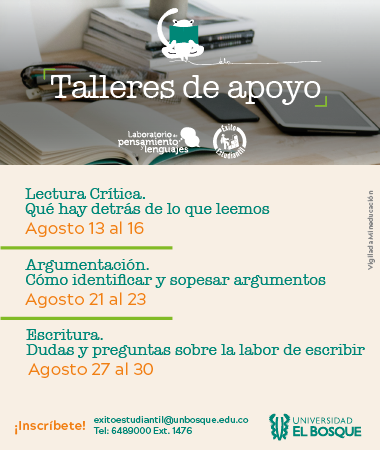 Talleres de apoyo
Laboratorio de
pensamiento y
lenguajes
Éxito
Estudiantil
Lectura Crítica.
Qué hay detrás de lo que leemos
Agosto 13 al 16
Argumentación.
Cómo identificar y sopesar argumentos
Agosto 21 al 23
Escritura.
Dudas y preguntas sobre la labor de escribir
Agosto 27 al 30
Vigilada Mineducación
¡Inscríbete!
exitoestudiantil@unbosque.edu.co
Tel: 6489000 Ext. 1476
UNIVERSIDAD
EL BOSQUE